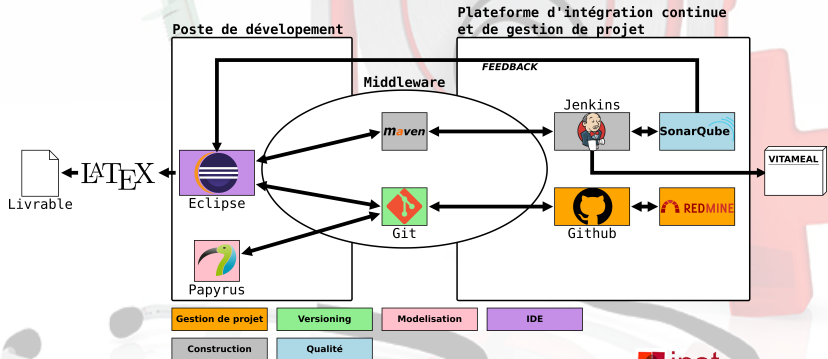 Plateforme d'intégration continue
et de gestion de projet
Poste de dévelopement
FEEDBACK
Middleware
Jenkins
maven
SonarQube
VITAMEAL
LATEX
Livrable
Eclipse
REDMINE
Git
Github
Papyrus
Gestion de projet
Versioning
Modelisation
IDE
Construction
Qualité